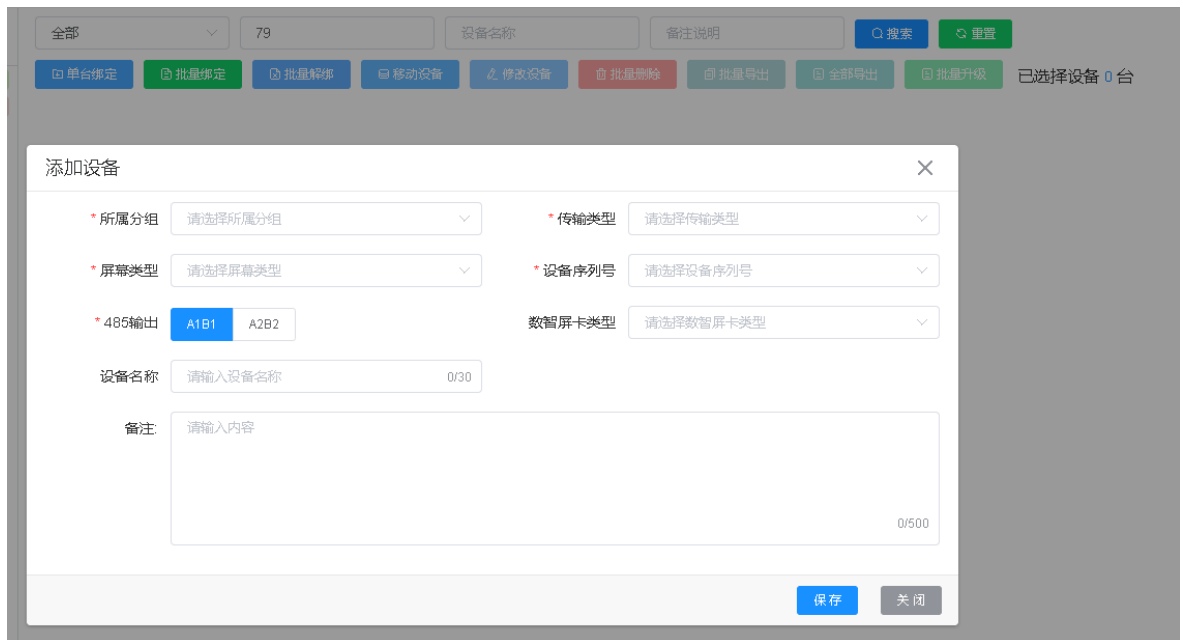 全部 79 设备名称 备注说明 搜索 重置
单台绑定 批量绑定 批量解绑 移动设备 修改设备 批量删除 批量导出 全部导出 批量升级 已选择设备 0 台
添加设备
* 所属分组 请选择所属分组 * 传输类型 请选择传输类型
* 屏幕类型 请选择屏幕类型 * 设备序列号 请选择设备序列号
* 485输出 A1B1 A2B2 数智屏卡类型 请选择数智屏卡类型
设备名称 请输入设备名称 0/30
备注: 请输入内容
0/500
保存 关闭